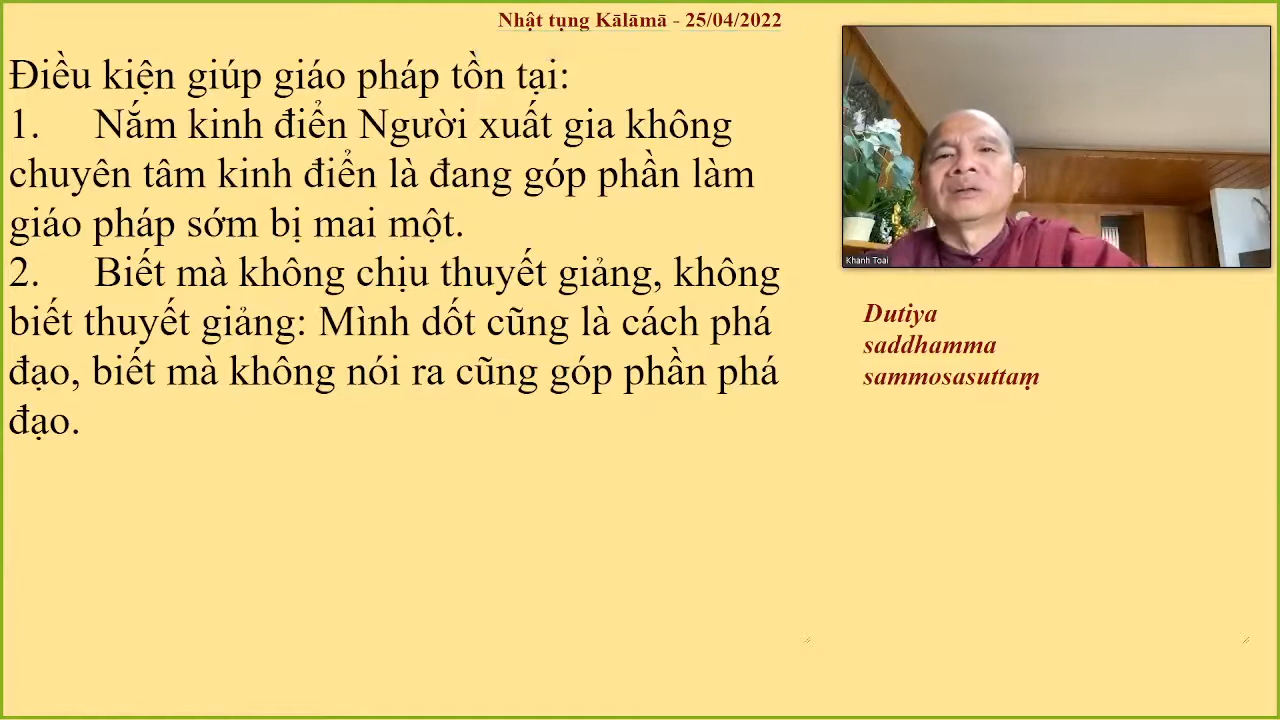 Nhật tụng Kālāmā - 25/04/2022
Điều kiện giúp giáo pháp tồn tại:
1. Nắm kinh điển Người xuất gia không
chuyên tâm kinh điển là đang góp phần làm
giáo pháp sớm bị mai một.
2. Biết mà không chịu thuyết giảng, không
biết thuyết giảng: Mình dốt cũng là cách phá
đạo, biết mà không nói ra cũng góp phần phá
đạo.
Khanh Toai
Dutiya
saddhamma
sammosasuttaṃ